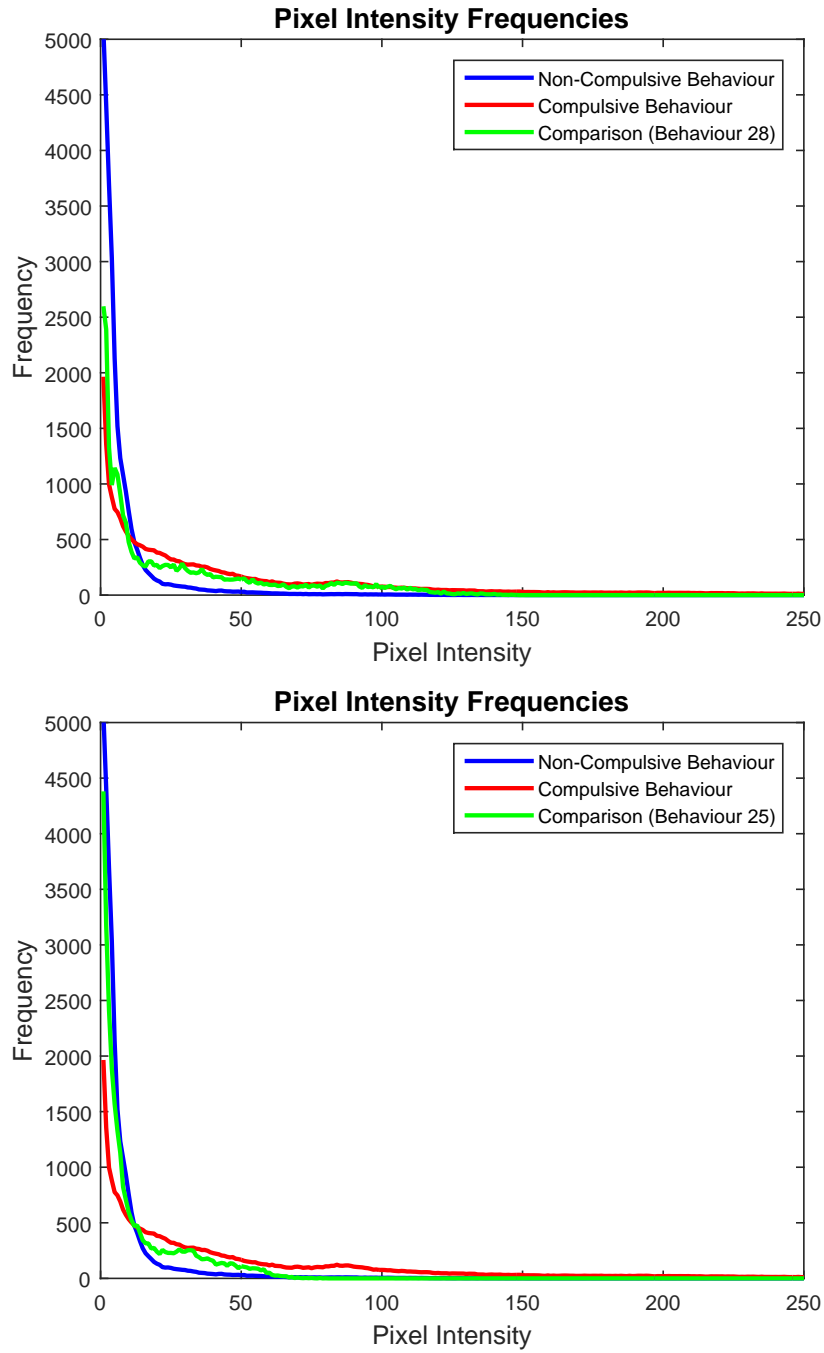 Pixel Intensity Frequencies
5000
4500
4000
3500
3000
2500
2000
1500
1000
500
0
Frequency
Non-Compulsive Behaviour
Compulsive Behaviour
Comparison (Behaviour 28)
0 50 100 150 200 250
Pixel Intensity
Pixel Intensity Frequencies
5000
4500
4000
3500
3000
2500
2000
1500
1000
500
0
Frequency
Non-Compulsive Behaviour
Compulsive Behaviour
Comparison (Behaviour 25)
0 50 100 150 200 250
Pixel Intensity